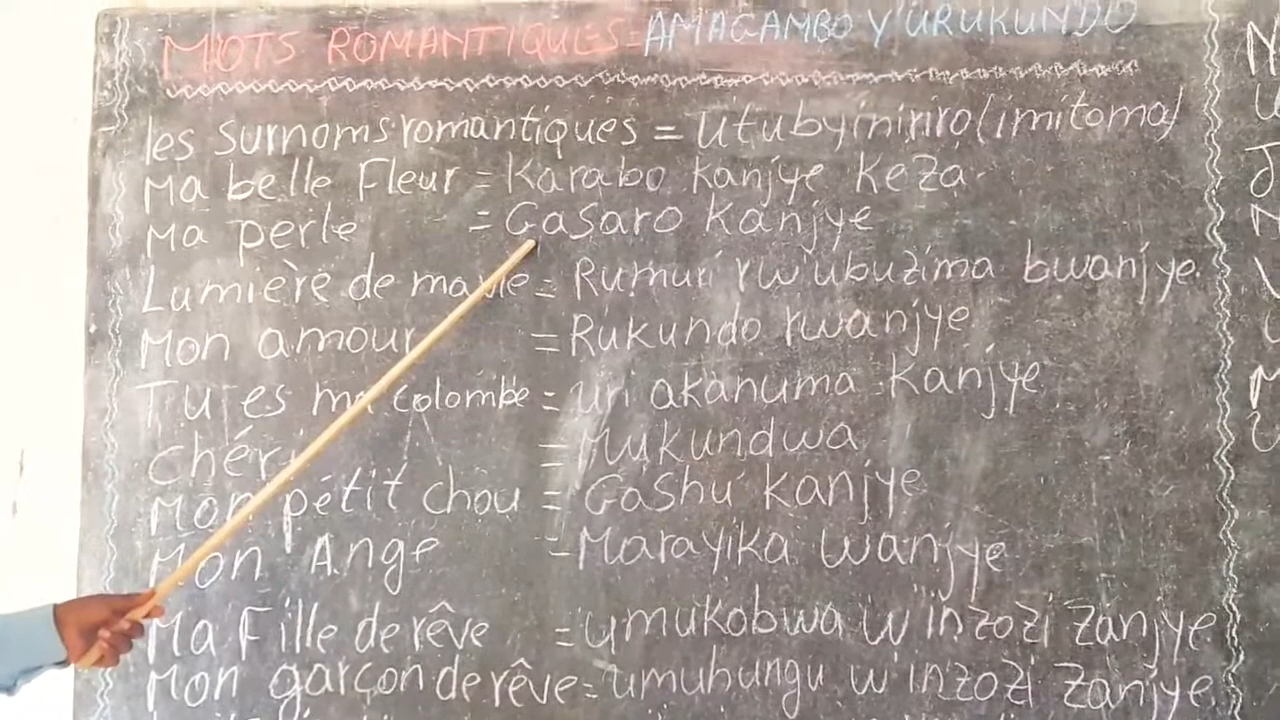 MOTS ROMANTIQUES = AMAGAMBO Y'URUKUNDO
les surnoms romantiques = Utubyiniriro (imitoma)
Ma belle Fleur = Karabo kanjye Keza
Ma perle = Gasaro kanjye
Lumière de ma vie = Rumuri rw'ubuzima bwanjye.
Mon amour = Rukundo rwanjye
Tu es ma colombe = uri akanuma kanjye
Chéri = Mukundwa
Mon pétit chou = Gashu kanjye
Mon Ange = Marayika wanjye
Ma Fille de rêve = umukobwa w'inzozi zanjye
Mon garçon de rêve = umuhungu w'inzozi zanjye